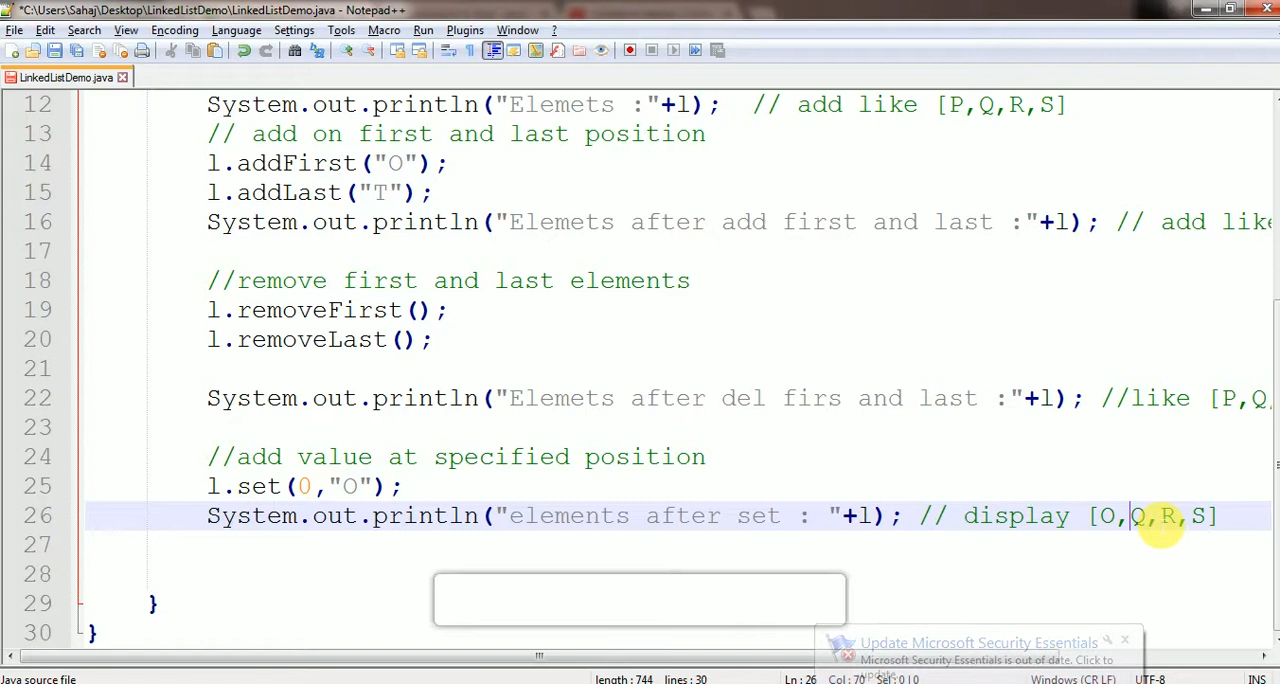 *C:\Users\Sahaj\Desktop\LinkedListDemo\LinkedListDemo.java - Notepad++
File Edit Search View Encoding Language Settings Tools Macro Run Plugins Window ?
LinkedListDemo.java
12 System.out.println("Elemets :"+l); // add like [P,Q,R,S]
13 // add on first and last position
14 l.addFirst("O");
15 l.addLast("T");
16 System.out.println("Elemets after add first and last :"+l); // add like
17
18 //remove first and last elements
19 l.removeFirst();
20 l.removeLast();
21
22 System.out.println("Elemets after del firs and last :"+l); //like [P,Q,
23
24 //add value at specified position
25 l.set(0,"O");
26 System.out.println("elements after set : "+l); // display [O,Q,R,S]
27
28
29 }
30 }
Update Microsoft Security Essentials
Microsoft Security Essentials is out of date. Click to
update.
Java source file length : 744 lines : 30 Ln : 26 Col : 70 Sel : 0 | 0 Windows (CR LF) UTF-8 INS